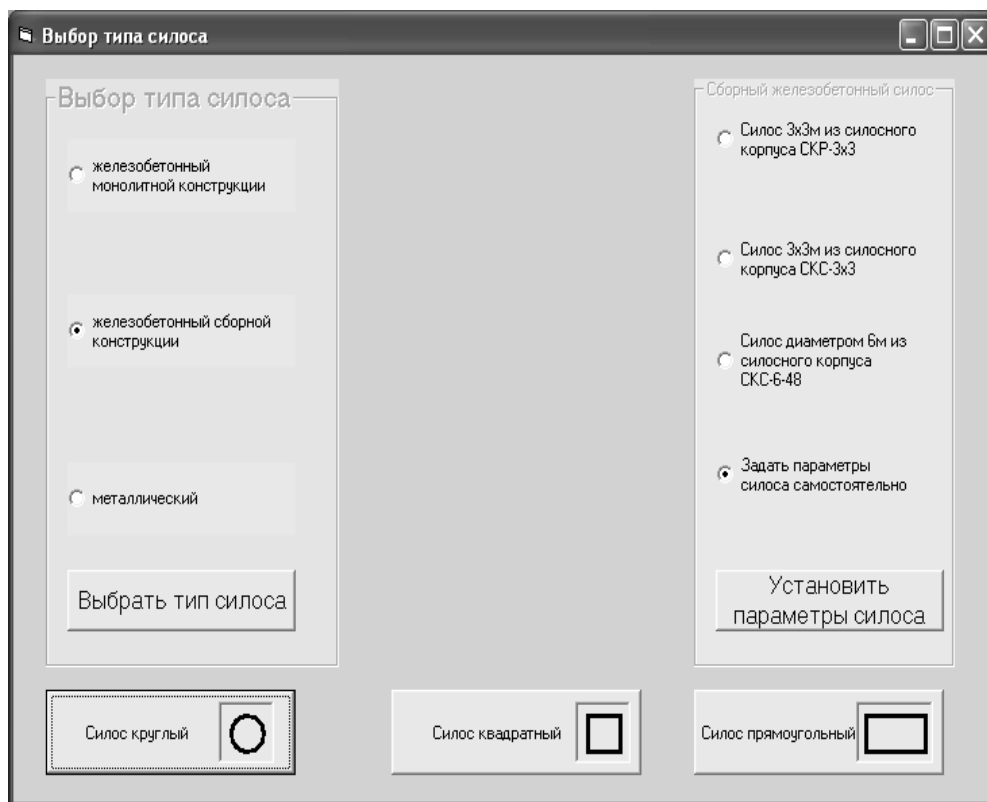 Выбор типа силоса
Выбор типа силоса
железобетонный
монолитной конструкции
железобетонный сборной
конструкции
металлический
Выбрать тип силоса
Сборный железобетонный силос
Силос 3х3м из силосного
корпуса СКР-3х3
Силос 3х3м из силосного
корпуса СКС-3х3
Силос диаметром 6м из
силосного корпуса
СКС-6-48
Задать параметры
силоса самостоятельно
Установить
параметры силоса
Силос круглый
Силос квадратный
Силос прямоугольный